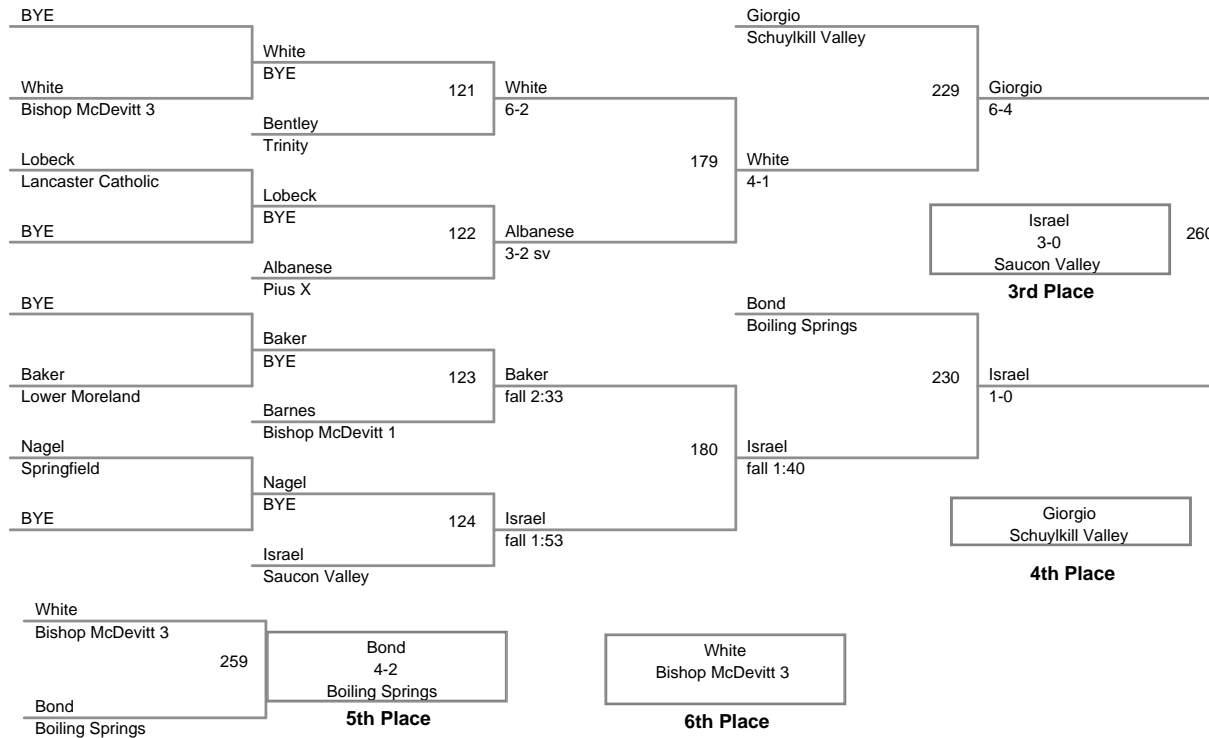 BYE
White
Bishop McDevitt 3
Lobeck
Lancaster Catholic
BYE
BYE
Baker
Lower Moreland
Nagel
Springfield
BYE
White
BYE
121
Bentley
Trinity
Lobeck
BYE
122
Albanese
Pius X
Baker
BYE
123
Barnes
Bishop McDevitt 1
Nagel
BYE
124
Israel
Saucon Valley
White
6-2
179
Albanese
3-2 sv
Baker
fall 2:33
180
Israel
fall 1:53
Giorgio
Schuylkill Valley
229
White
4-1
Bond
Boiling Springs
230
Israel
fall 1:40
Giorgio
6-4
Israel
3-0
Saucon Valley
260
3rd Place
Israel
1-0
Giorgio
Schuylkill Valley
4th Place
White
Bishop McDevitt 3
259
Bond
Boiling Springs
Bond
4-2
Boiling Springs
5th Place
White
Bishop McDevitt 3
6th Place